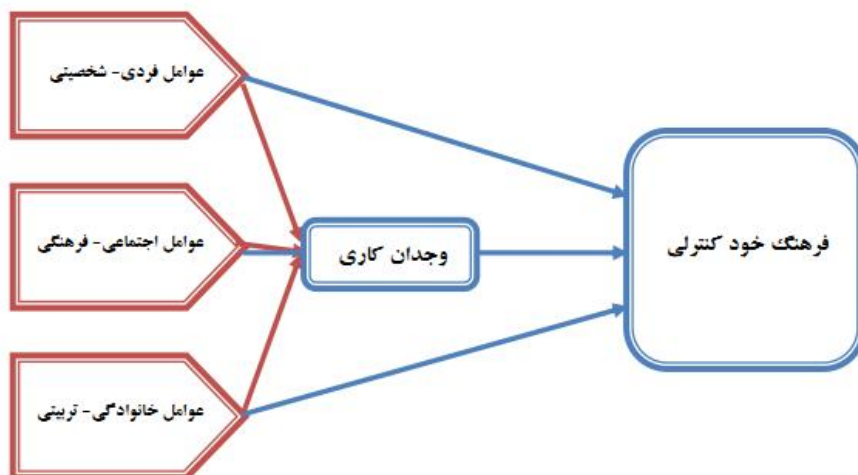 عوامل فردی- شخصیتی
عوامل اجتماعی- فرهنگی
عوامل خانوادگی- تربیتی
وجدان کاری
فرهنگ خود کنترلی